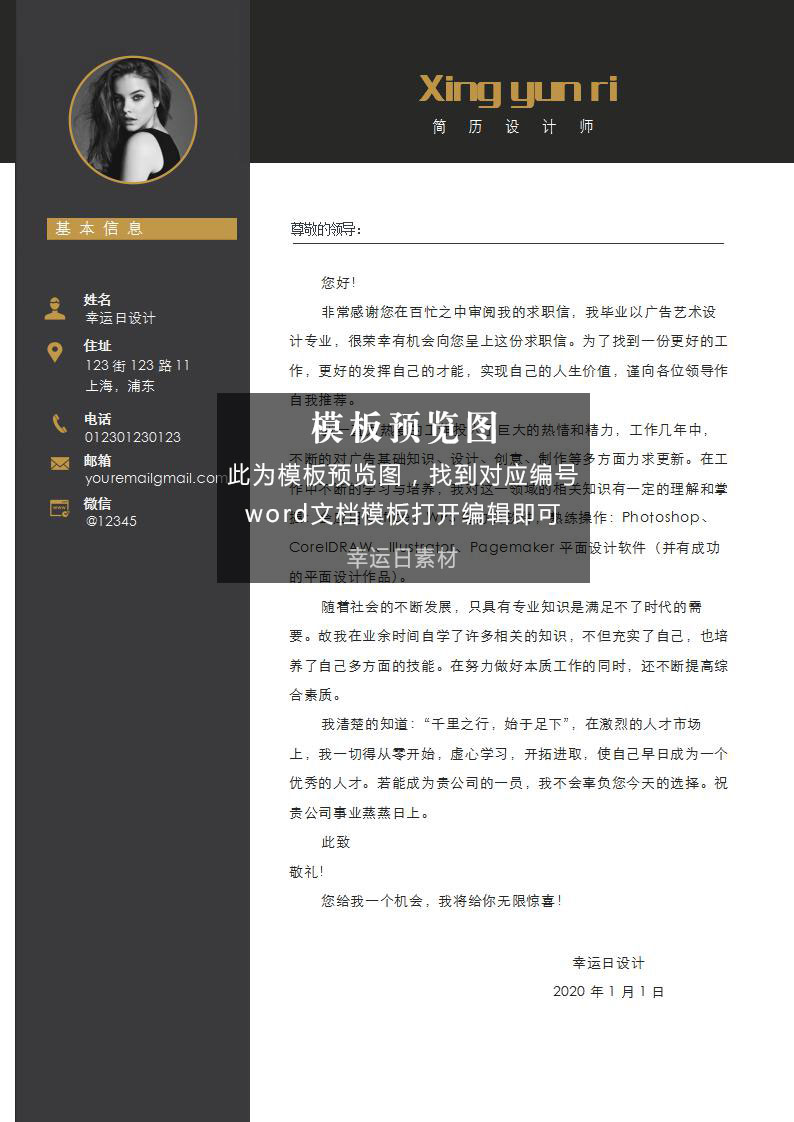 Xing yun ri
简历设计师
基本信息
姓名
幸运日设计
住址
123 街 123 路 11
上海，浦东
电话
012301230123
邮箱
youremailgmail.com
微信
@12345
尊敬的领导：
您好！
非常感谢您在百忙之中审阅我的求职信，我毕业以广告艺术设
计专业，很荣幸有机会向您呈上这份求职信。为了找到一份更好的工
作，更好的发挥自己的才能，实现自己的人生价值，谨向各位领导作
自我推荐。
巨大的热情和精力，工作几年中，
不断的对广告基础知识、设计、创意、制作等多方面力求更新。在工
作中不断的学习与培养，我对这一领域的相关知识有一定的理解和掌
熟练操作：Photoshop、
CorelDRAW、Illustrator、Pagemaker 平面设计软件（并有成功
的平面设计作品）。
模板预览图
此为模板预览图，找到对应编号
word文档模板打开编辑即可
幸运日素材
随着社会的不断发展，只具有专业知识是满足不了时代的需
要。故我在业余时间自学了许多相关的知识，不但充实了自己，也培
养了自己多方面的技能。在努力做好本质工作的同时，还不断提高综
合素质。
我清楚的知道：“千里之行，始于足下”，在激烈的人才市场
上，我一切得从零开始，虚心学习，开拓进取，使自己早日成为一个
优秀的人才。若能成为贵公司的一员，我不会辜负您今天的选择。祝
贵公司事业蒸蒸日上。
此致
敬礼！
您给我一个机会，我将给你无限惊喜！
幸运日设计
2020 年 1 月 1 日